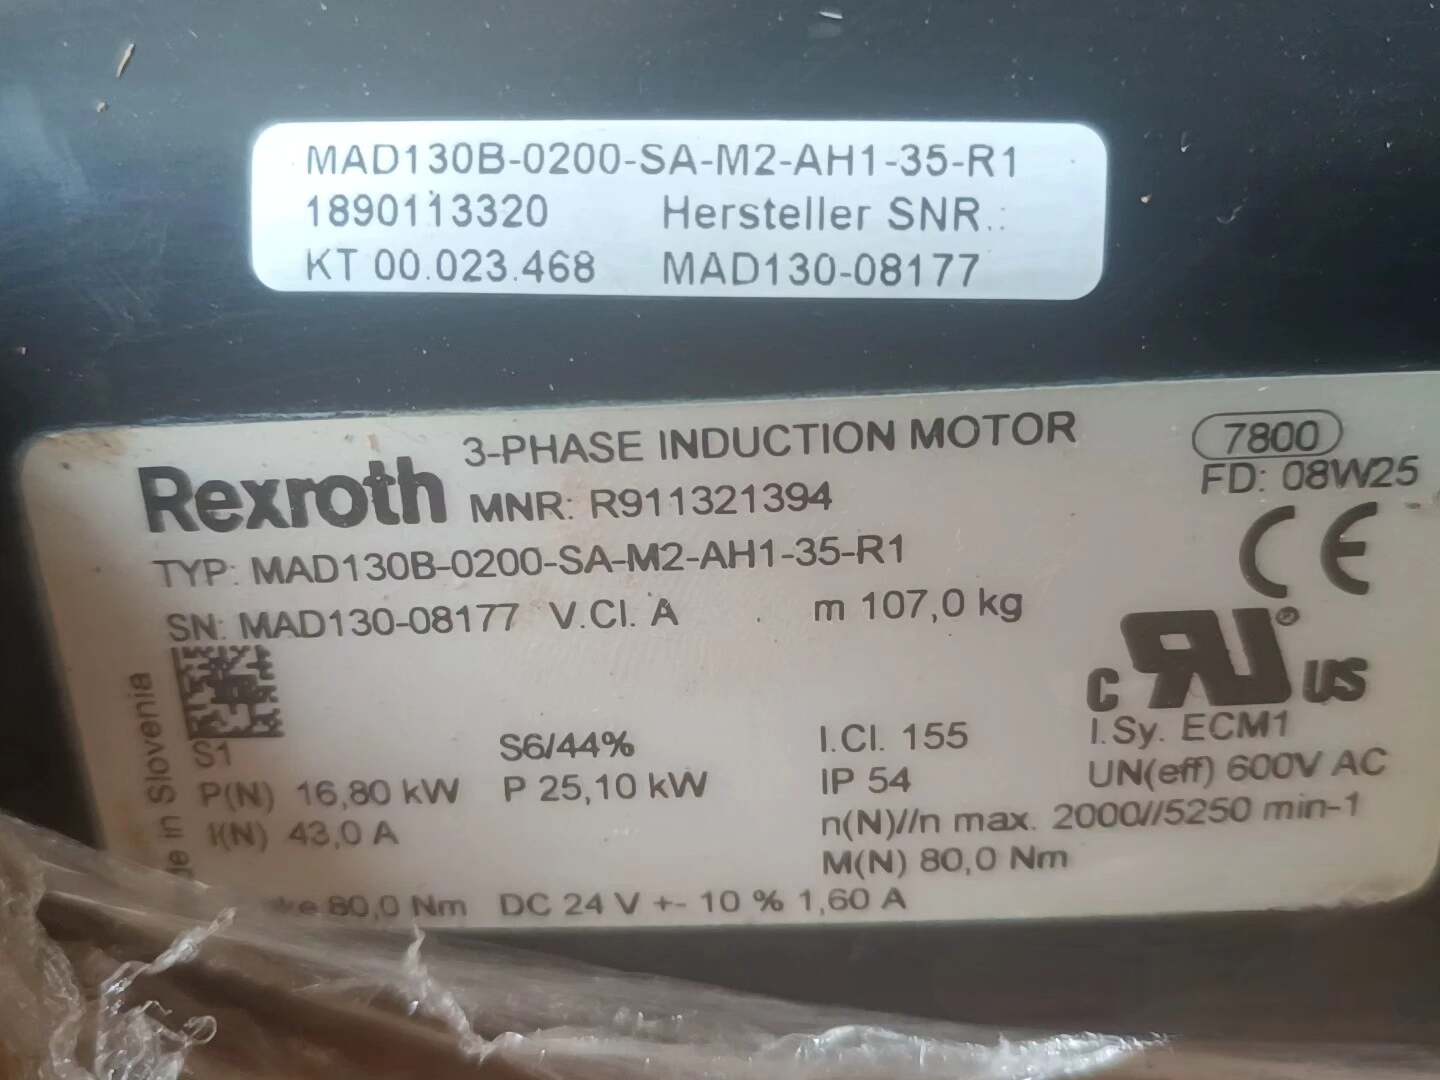 MAD130B-0200-SA-M2-AH1-35-R1
1890113320 Hersteller SNR.:
KT 00.023.468 MAD130-08177
Rexroth 3-PHASE INDUCTION MOTOR 7800
MNR: R911321394 FD: 08W25
TYP: MAD130B-0200-SA-M2-AH1-35-R1 CE
SN: MAD130-08177 V.Cl. A m 107,0 kg
c RU® US
in Slovenia
S1 S6/44% I.Cl. 155 I.Sy. ECM1
P(N) 16,80 kW P 25,10 kW IP 54 UN(eff) 600V AC
I(N) 43,0 A n(N)//n max. 2000//5250 min-1
M(N) 80,0 Nm
80,0 Nm DC 24 V +- 10 % 1,60 A